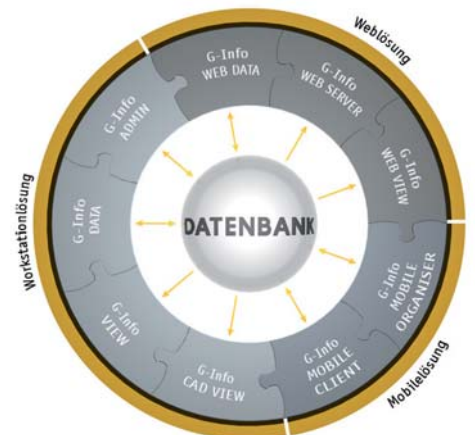 Weblösung
G-Info
WEB DATA
G-Info
WEB SERVER
G-Info
WEB VIEW
Mobilelösung
G-Info
MOBILE
ORGANISER
G-Info
MOBILE
CLIENT
Workstationlösung
G-Info
CAD VIEW
G-Info
VIEW
G-Info
DATA
G-Info
ADMIN
DATENBANK